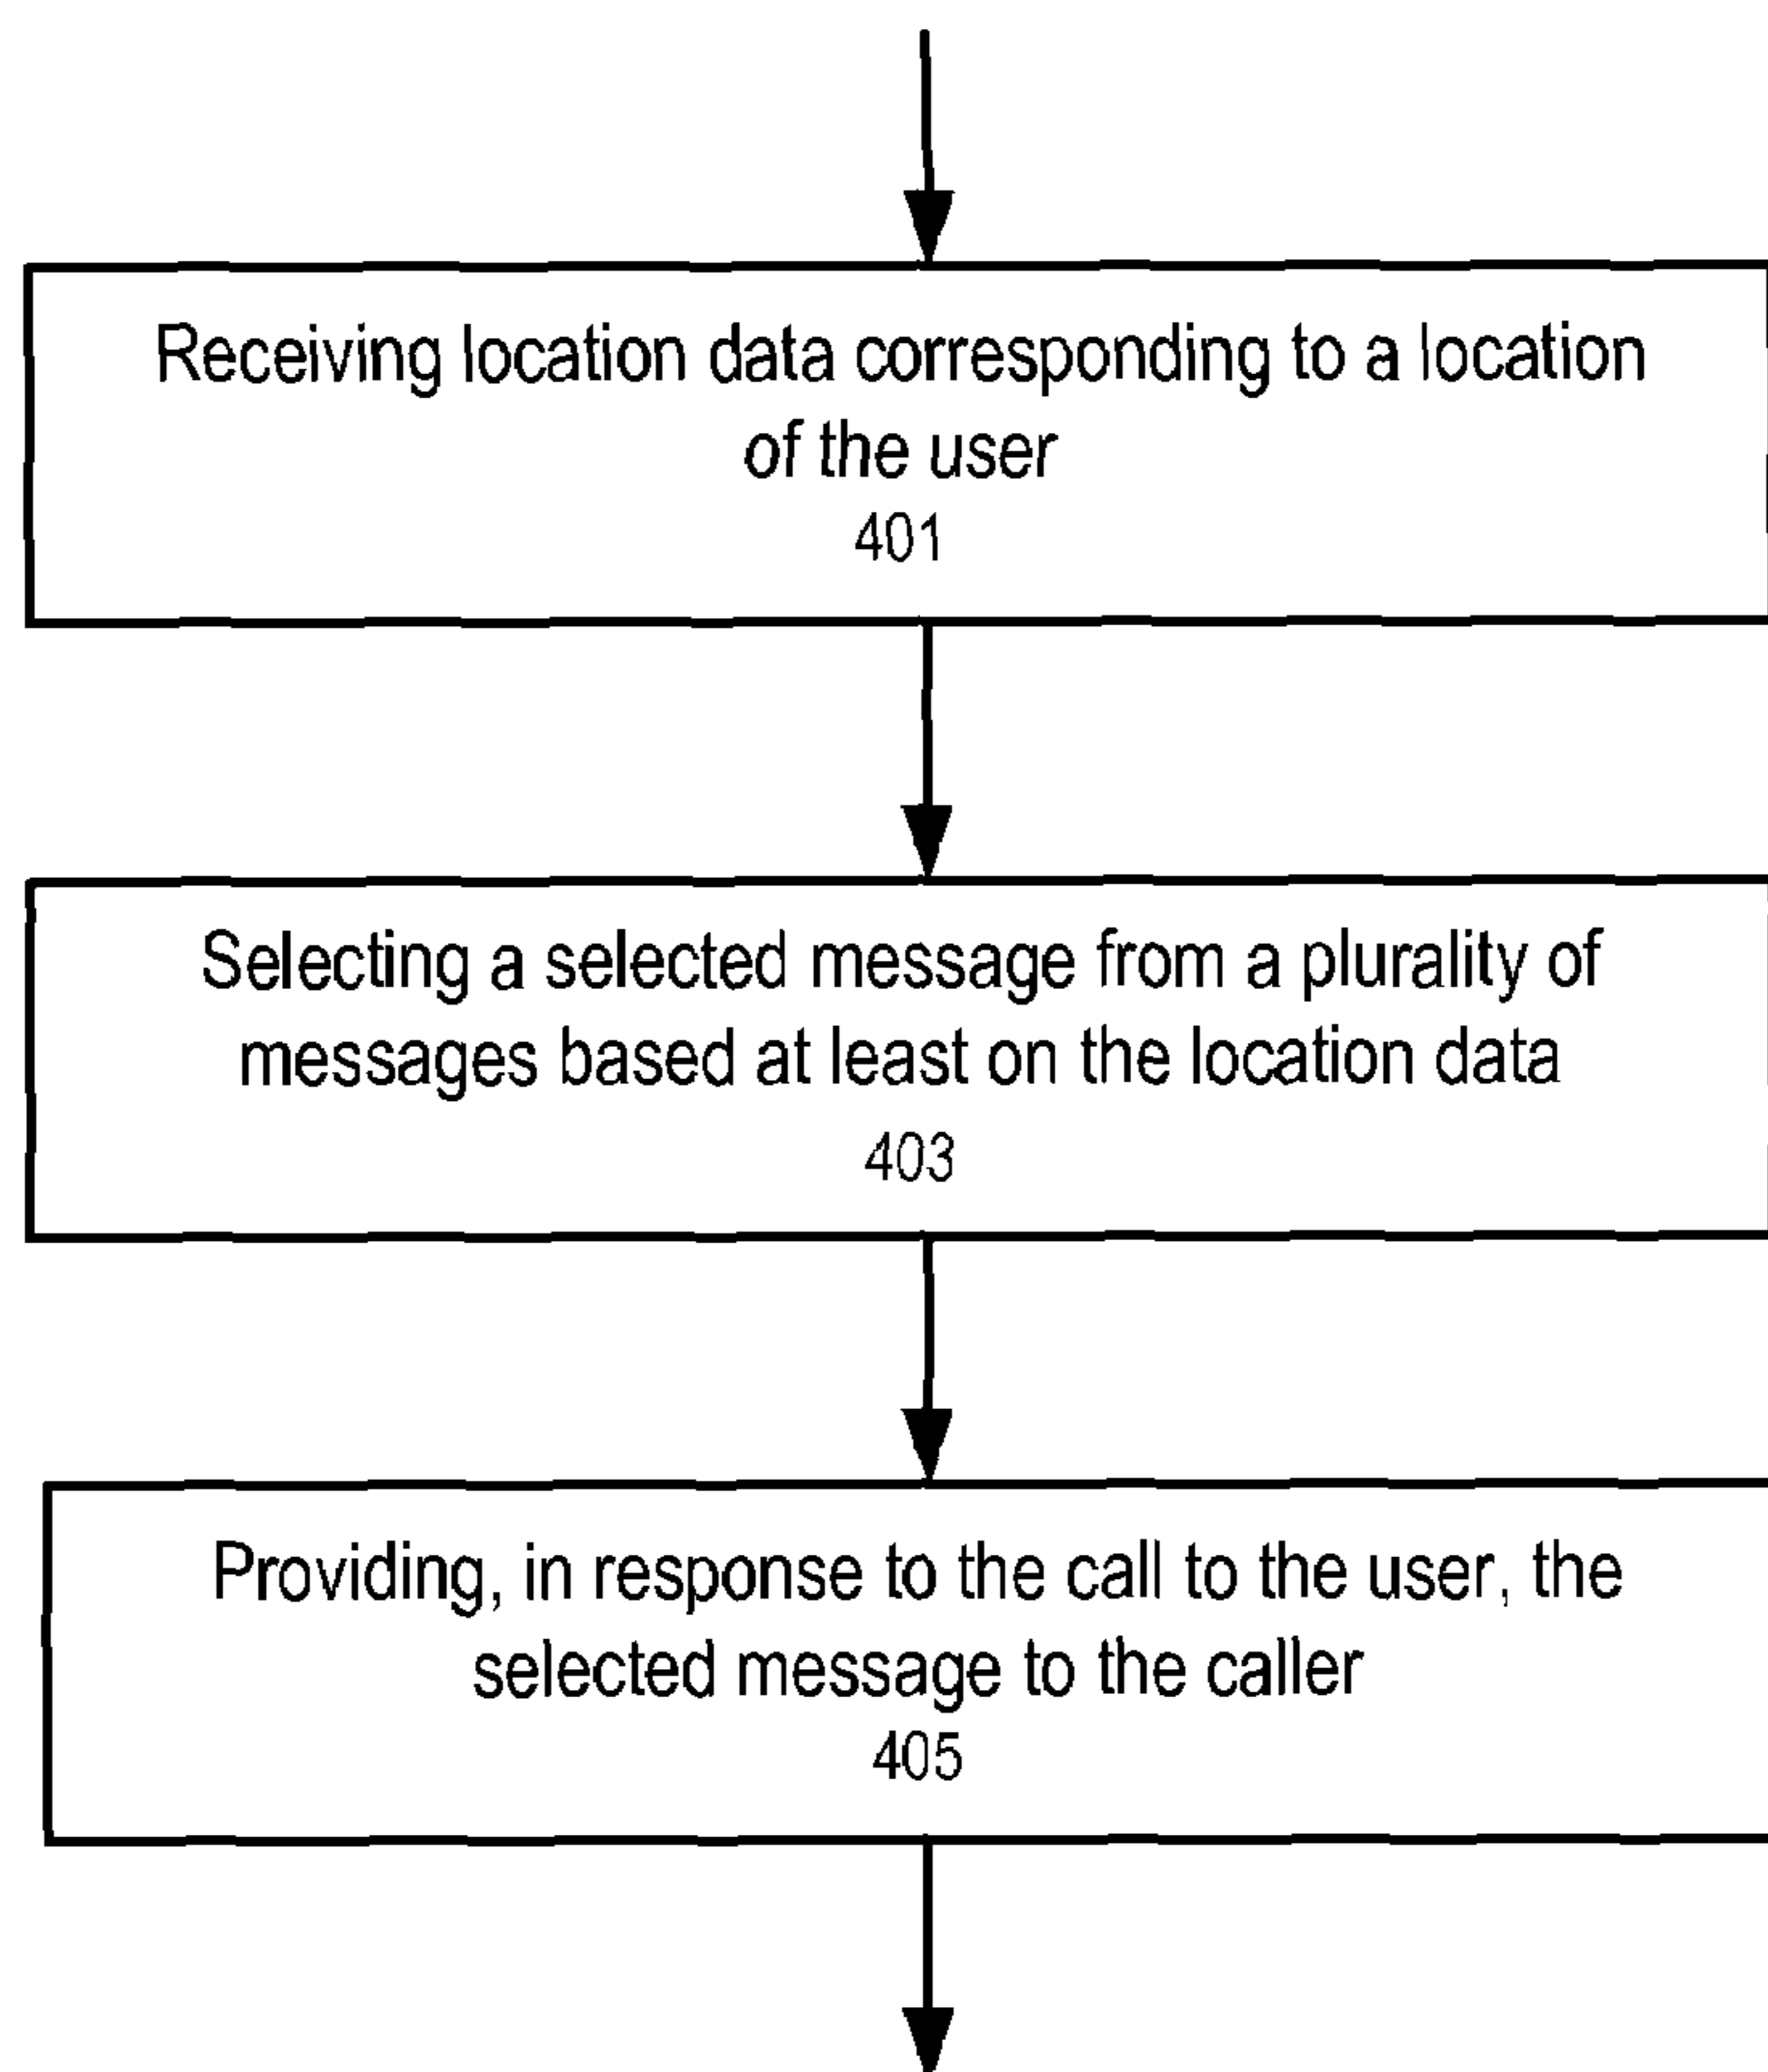 Receiving location data corresponding to a location
of the user
401
Selecting a selected message from a plurality of
messages based at least on the location data
403
Providing, in response to the call to the user, the
selected message to the caller
405